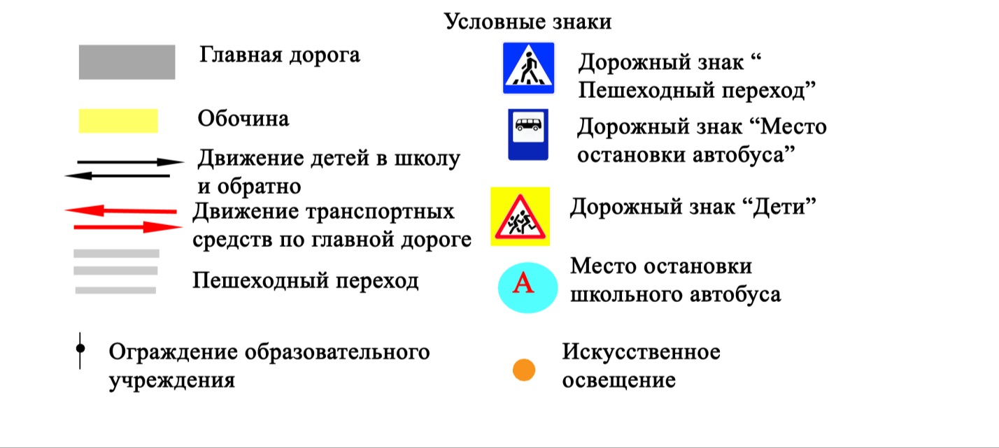 Условные знаки
Главная дорога
Обочина
Движение детей в школу
и обратно
Движение транспортных
средств по главной дороге
Пешеходный переход
Ограждение образовательного
учреждения
Дорожный знак “
Пешеходный переход”
Дорожный знак “Место
остановки автобуса”
Дорожный знак “Дети”
А
Место остановки
школьного автобуса
Искусственное
освещение